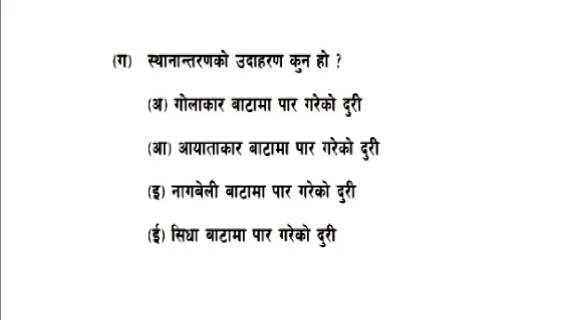 (ग) स्थानान्तरणको उदाहरण कुन हो ?
(अ) गोलाकार बाटामा पार गरेको दुरी
(आ) आयाताकार बाटामा पार गरेको दुरी
(इ) नागबेली बाटामा पार गरेको दुरी
(ई) सिधा बाटामा पार गरेको दुरी